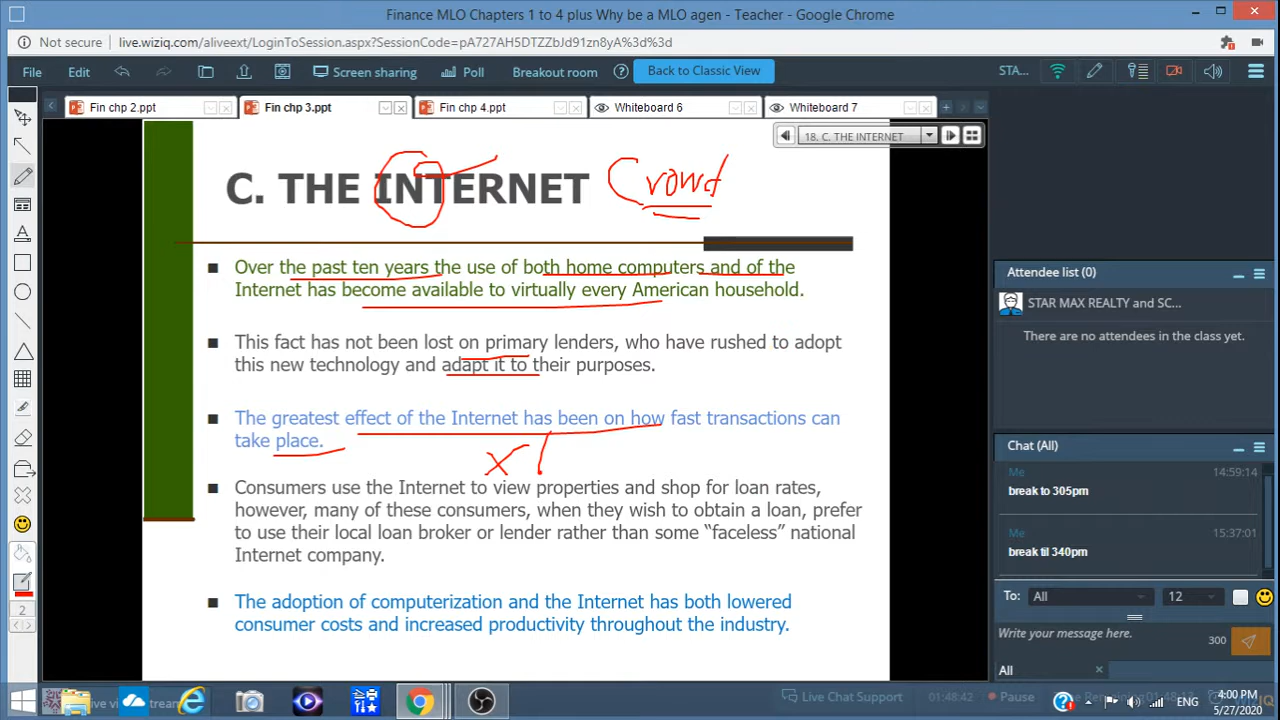 Finance MLO Chapters 1 to 4 plus Why be a MLO agen - Teacher - Google Chrome
Not secure live.wiziq.com/aliveext/LoginToSession.aspx?SessionCode=pA727AH5DTZZbJd91zn8yA%3d%3d
File Edit Screen sharing Poll Breakout room Back to Classic View STA...
Fin chp 2.ppt Fin chp 3.ppt Fin chp 4.ppt Whiteboard 6 Whiteboard 7
18. C. THE INTERNET
C. THE INTERNET Crowd
Over the past ten years the use of both home computers and of the
Internet has become available to virtually every American household.
This fact has not been lost on primary lenders, who have rushed to adopt
this new technology and adapt it to their purposes.
The greatest effect of the Internet has been on how fast transactions can
take place.
Consumers use the Internet to view properties and shop for loan rates,
however, many of these consumers, when they wish to obtain a loan, prefer
to use their local loan broker or lender rather than some “faceless” national
Internet company.
The adoption of computerization and the Internet has both lowered
consumer costs and increased productivity throughout the industry.
2
Attendee list (0)
STAR MAX REALTY and SC...
There are no attendees in the class yet.
Chat (All)
Me 14:59:14
break to 305pm
Me 15:37:01
break til 340pm
To: All 12
Write your message here. 300
All
Live Chat Support 01:48:42 Pause
ENG 4:00 PM
5/27/2020